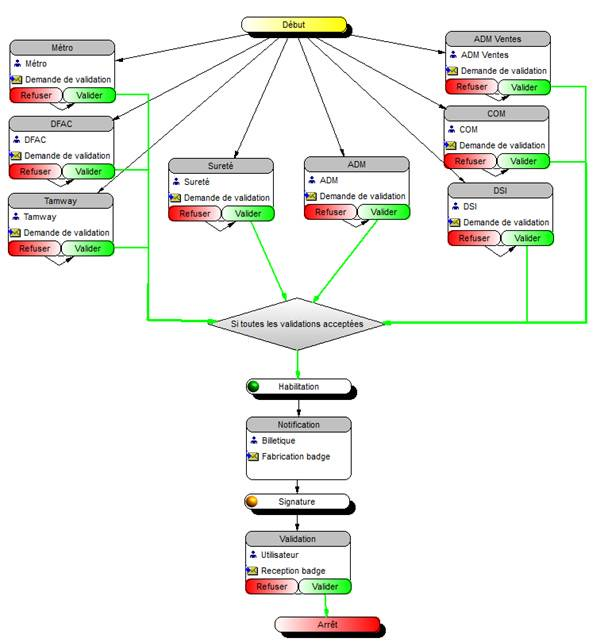 Début
Métro
Métro
Demande de validation
Refuser Valider
DFAC
DFAC
Demande de validation
Refuser Valider
Tamway
Tamway
Demande de validation
Refuser Valider
Sureté
Sureté
Demande de validation
Refuser Valider
ADM
ADM
Demande de validation
Refuser Valider
ADM Ventes
ADM Ventes
Demande de validation
Refuser Valider
COM
COM
Demande de validation
Refuser Valider
DSI
DSI
Demande de validation
Refuser Valider
Si toutes les validations acceptées
Habilitation
Notification
Billetique
Fabrication badge
Signature
Validation
Utilisateur
Reception badge
Refuser Valider
Arrêt